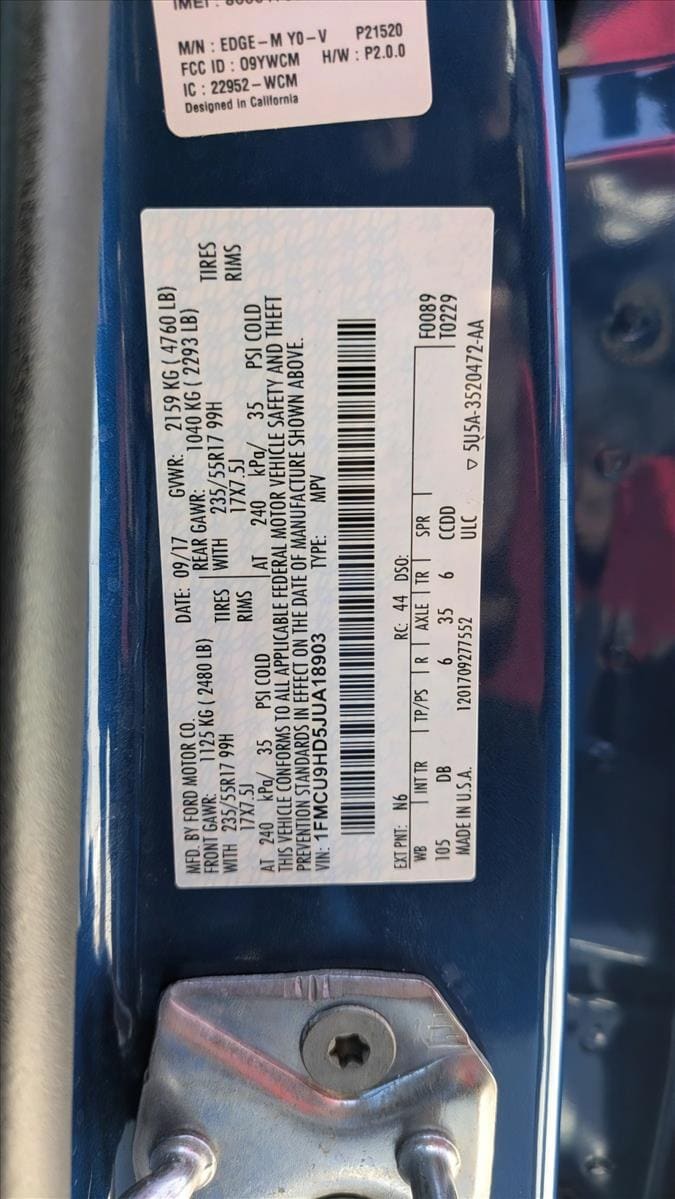 M/N : EDGE-M Y0-V P21520
FCC ID : O9YWCM H/W : P2.0.0
IC : 22952-WCM
Designed in California
MFD. BY FORD MOTOR CO. DATE: 09/17 GVWR: 2159 KG ( 4760 LB)
FRONT GAWR: 1125 KG ( 2480 LB) REAR GAWR: 1040 KG ( 2293 LB)
WITH 235/55R17 99H TIRES WITH 235/55R17 99H TIRES
17X7.5J RIMS 17X7.5J RIMS
AT 240 kPa/ 35 PSI COLD AT 240 kPa/ 35 PSI COLD
THIS VEHICLE CONFORMS TO ALL APPLICABLE FEDERAL MOTOR VEHICLE SAFETY AND THEFT
PREVENTION STANDARDS IN EFFECT ON THE DATE OF MANUFACTURE SHOWN ABOVE.
VIN: 1FMCU9HD5JUA18903 TYPE: MPV
EXT PNT: N6 RC: 44 DSO: F0089
WB INT TR TP/PS R AXLE TR SPR T0229
105 DB 6 35 6 CCDD
MADE IN U.S.A. 1201709277552 ULC ▽ 5U5A-3520472-AA